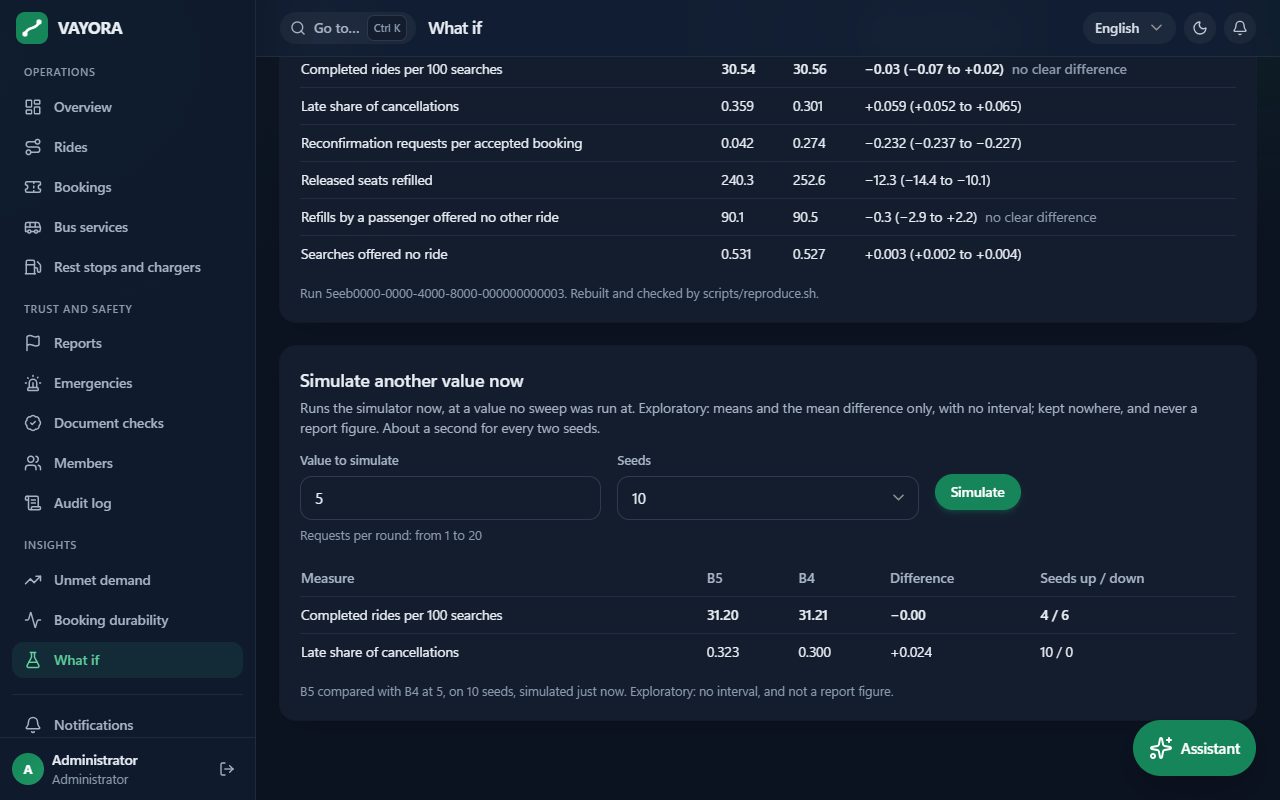 VAYORA
Go to... Ctrl K
What if
English
OPERATIONS
Overview
Rides
Bookings
Bus services
Rest stops and chargers
TRUST AND SAFETY
Reports
Emergencies
Document checks
Members
Audit log
INSIGHTS
Unmet demand
Booking durability
What if
Notifications
A
Administrator
Administrator
Completed rides per 100 searches 30.54 30.56 −0.03 (−0.07 to +0.02) no clear difference
Late share of cancellations 0.359 0.301 +0.059 (+0.052 to +0.065)
Reconfirmation requests per accepted booking 0.042 0.274 −0.232 (−0.237 to −0.227)
Released seats refilled 240.3 252.6 −12.3 (−14.4 to −10.1)
Refills by a passenger offered no other ride 90.1 90.5 −0.3 (−2.9 to +2.2) no clear difference
Searches offered no ride 0.531 0.527 +0.003 (+0.002 to +0.004)
Run 5eeb0000-0000-4000-8000-000000000003. Rebuilt and checked by scripts/reproduce.sh.
Simulate another value now
Runs the simulator now, at a value no sweep was run at. Exploratory: means and the mean difference only, with no interval; kept nowhere, and never a
report figure. About a second for every two seeds.
Value to simulate Seeds
5 10 Simulate
Requests per round: from 1 to 20
Measure B5 B4 Difference Seeds up / down
Completed rides per 100 searches 31.20 31.21 −0.00 4 / 6
Late share of cancellations 0.323 0.300 +0.024 10 / 0
B5 compared with B4 at 5, on 10 seeds, simulated just now. Exploratory: no interval, and not a report figure.
Assistant